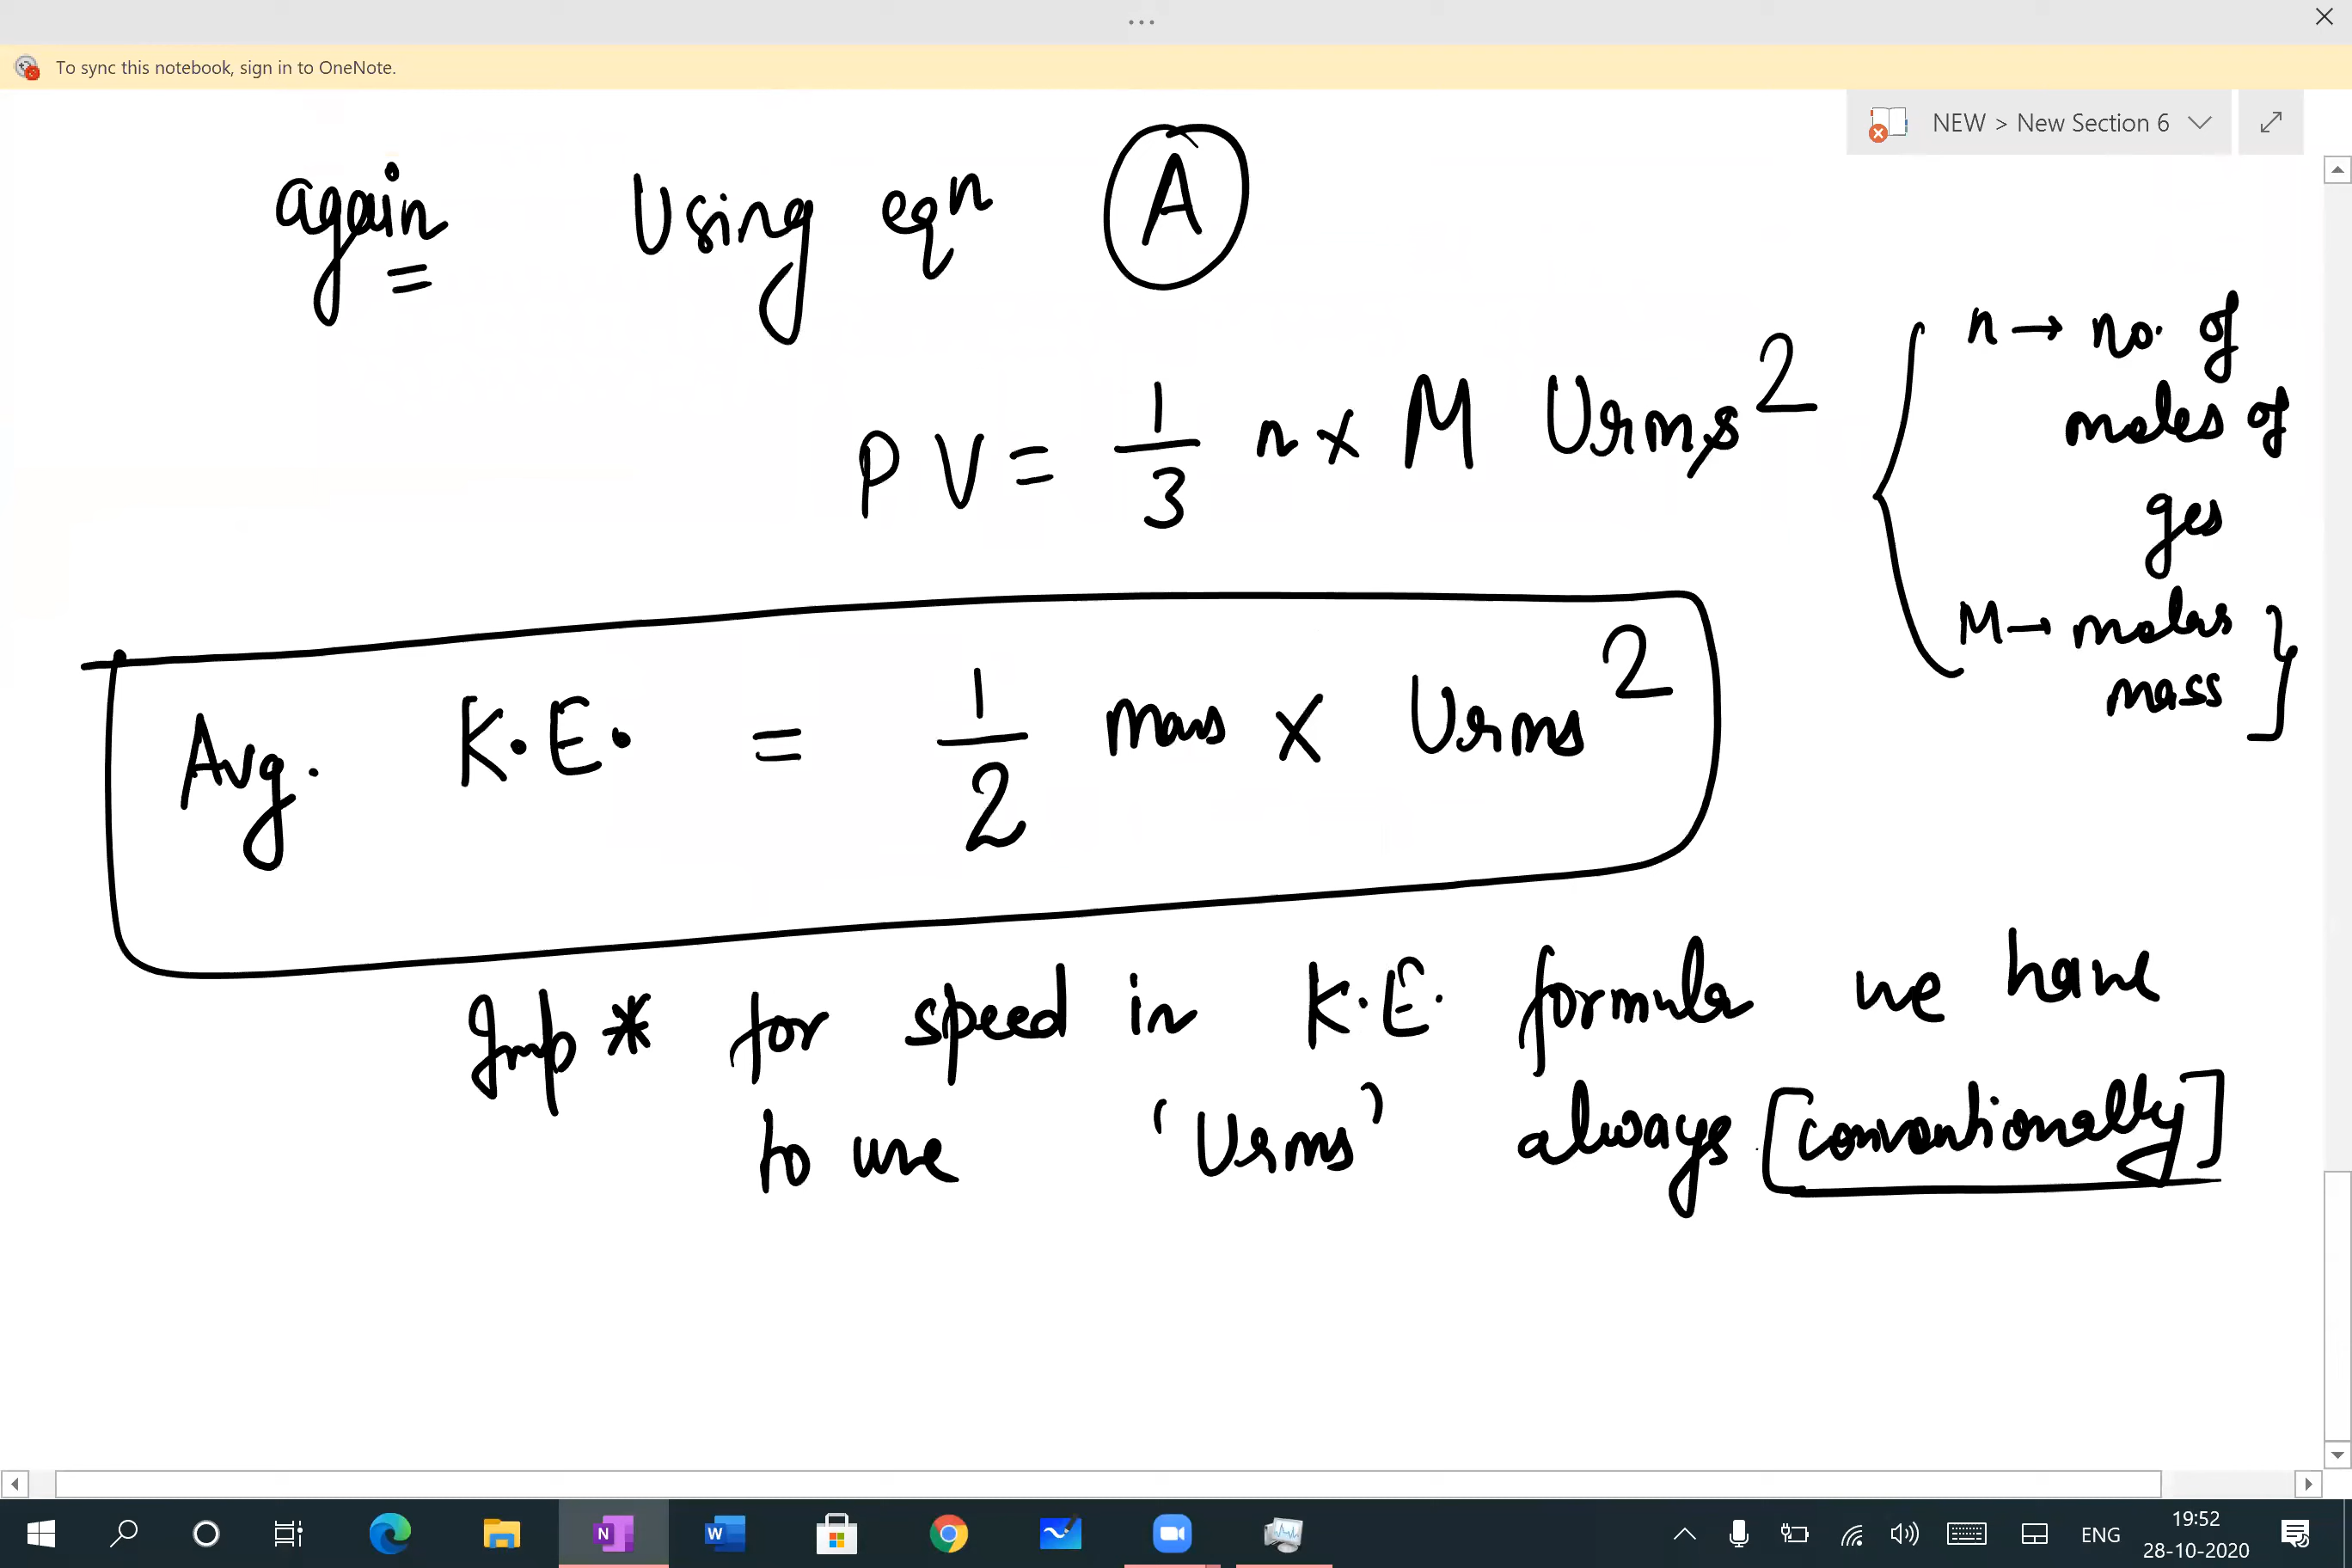 To sync this notebook, sign in to OneNote.
NEW > New Section 6
again Using eqn A
PV = 1/3 n × M Urms²
n → no. of
moles of
gas
M → molar
mass
Avg. K.E. = 1/2 mass × Urms²
Imp * for speed in K.E. formula we have
to use 'Urms' always [conventionally]
ENG
19:52
28-10-2020